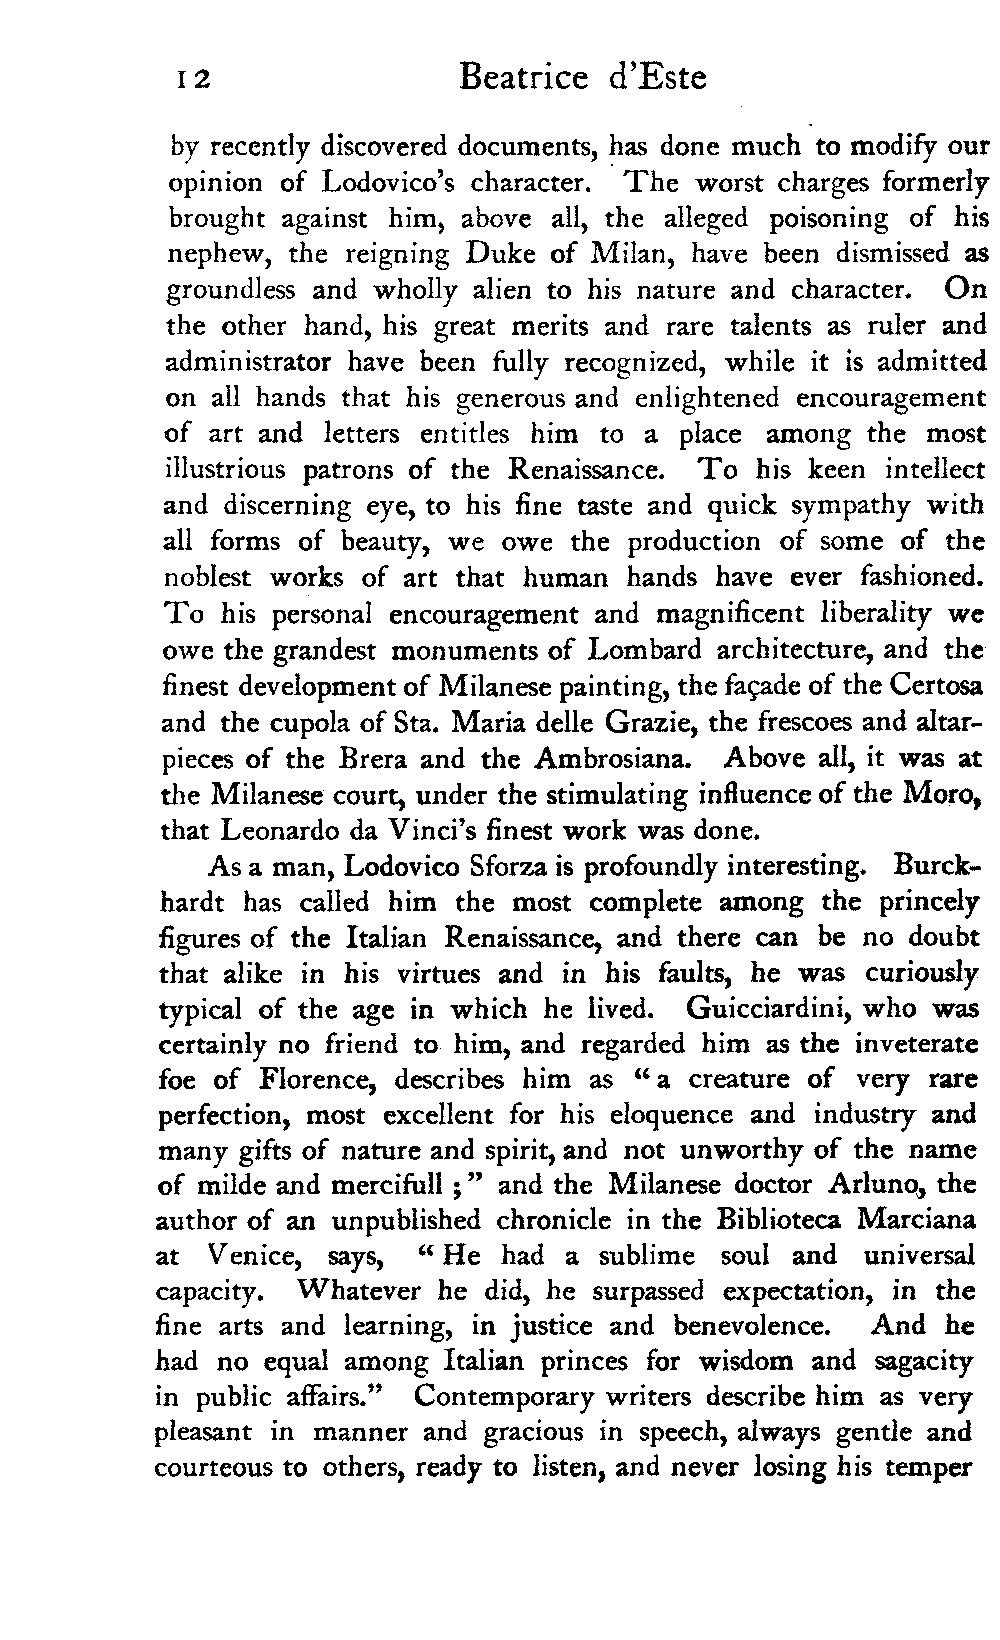 12 Beatrice d'Este
by recently discovered documents, has done much to modify our
opinion of Lodovico's character. The worst charges formerly
brought against him, above all, the alleged poisoning of his
nephew, the reigning Duke of Milan, have been dismissed as
groundless and wholly alien to his nature and character. On
the other hand, his great merits and rare talents as ruler and
administrator have been fully recognized, while it is admitted
on all hands that his generous and enlightened encouragement
of art and letters entitles him to a place among the most
illustrious patrons of the Renaissance. To his keen intellect
and discerning eye, to his fine taste and quick sympathy with
all forms of beauty, we owe the production of some of the
noblest works of art that human hands have ever fashioned.
To his personal encouragement and magnificent liberality we
owe the grandest monuments of Lombard architecture, and the
finest development of Milanese painting, the façade of the Certosa
and the cupola of Sta. Maria delle Grazie, the frescoes and altar-
pieces of the Brera and the Ambrosiana. Above all, it was at
the Milanese court, under the stimulating influence of the Moro,
that Leonardo da Vinci's finest work was done.
As a man, Lodovico Sforza is profoundly interesting. Burck-
hardt has called him the most complete among the princely
figures of the Italian Renaissance, and there can be no doubt
that alike in his virtues and in his faults, he was curiously
typical of the age in which he lived. Guicciardini, who was
certainly no friend to him, and regarded him as the inveterate
foe of Florence, describes him as "a creature of very rare
perfection, most excellent for his eloquence and industry and
many gifts of nature and spirit, and not unworthy of the name
of milde and mercifull;" and the Milanese doctor Arluno, the
author of an unpublished chronicle in the Biblioteca Marciana
at Venice, says, "He had a sublime soul and universal
capacity. Whatever he did, he surpassed expectation, in the
fine arts and learning, in justice and benevolence. And he
had no equal among Italian princes for wisdom and sagacity
in public affairs." Contemporary writers describe him as very
pleasant in manner and gracious in speech, always gentle and
courteous to others, ready to listen, and never losing his temper